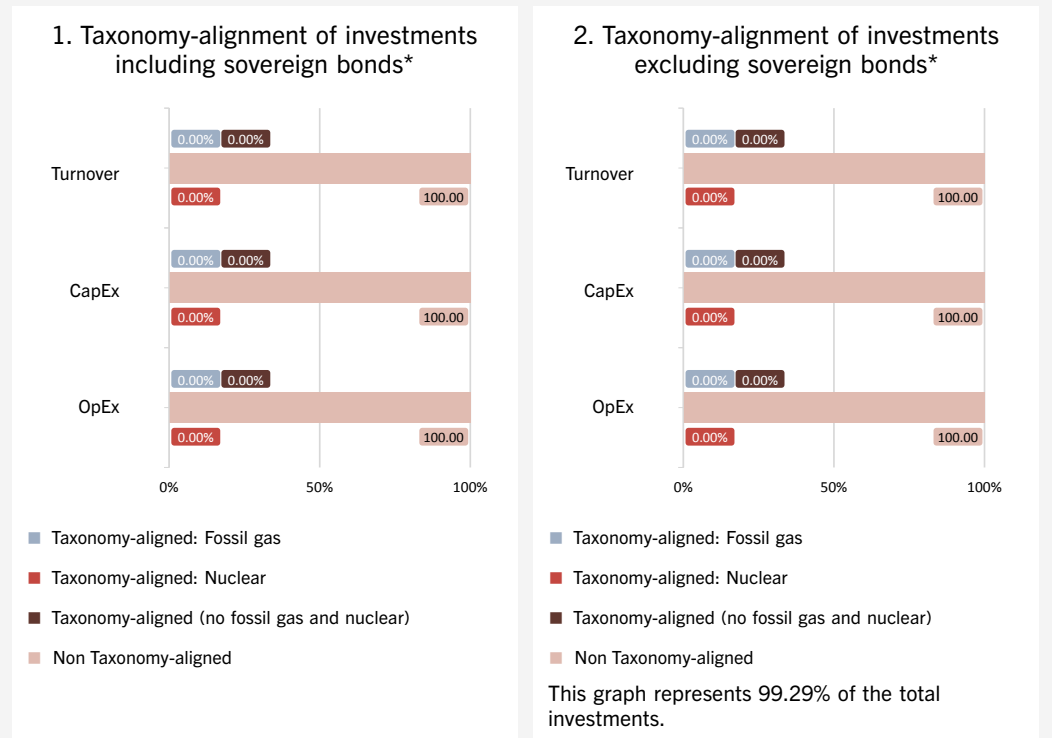 1. Taxonomy-alignment of investments
including sovereign bonds*
0.00% 0.00%
Turnover
0.00% 100.00
0.00% 0.00%
CapEx
0.00% 100.00
0.00% 0.00%
OpEx
0.00% 100.00
0% 50% 100%
Taxonomy-aligned: Fossil gas
Taxonomy-aligned: Nuclear
Taxonomy-aligned (no fossil gas and nuclear)
Non Taxonomy-aligned
2. Taxonomy-alignment of investments
excluding sovereign bonds*
0.00% 0.00%
Turnover
0.00% 100.00
0.00% 0.00%
CapEx
0.00% 100.00
0.00% 0.00%
OpEx
0.00% 100.00
0% 50% 100%
Taxonomy-aligned: Fossil gas
Taxonomy-aligned: Nuclear
Taxonomy-aligned (no fossil gas and nuclear)
Non Taxonomy-aligned
This graph represents 99.29% of the total
investments.